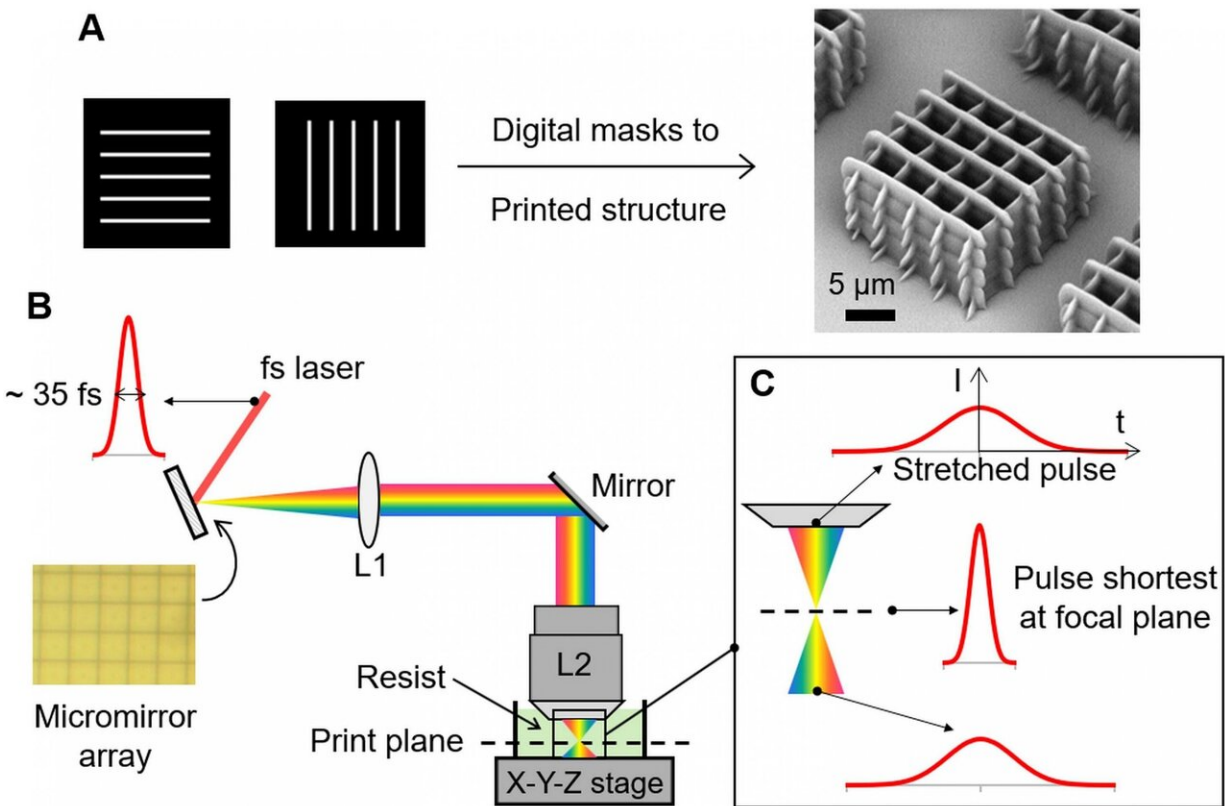 A
Digital masks to
Printed structure
5 µm
B
~ 35 fs
fs laser
Mirror
L1
Micromirror
array
L2
Resist
Print plane
X-Y-Z stage
C
I
t
Stretched pulse
Pulse shortest
at focal plane